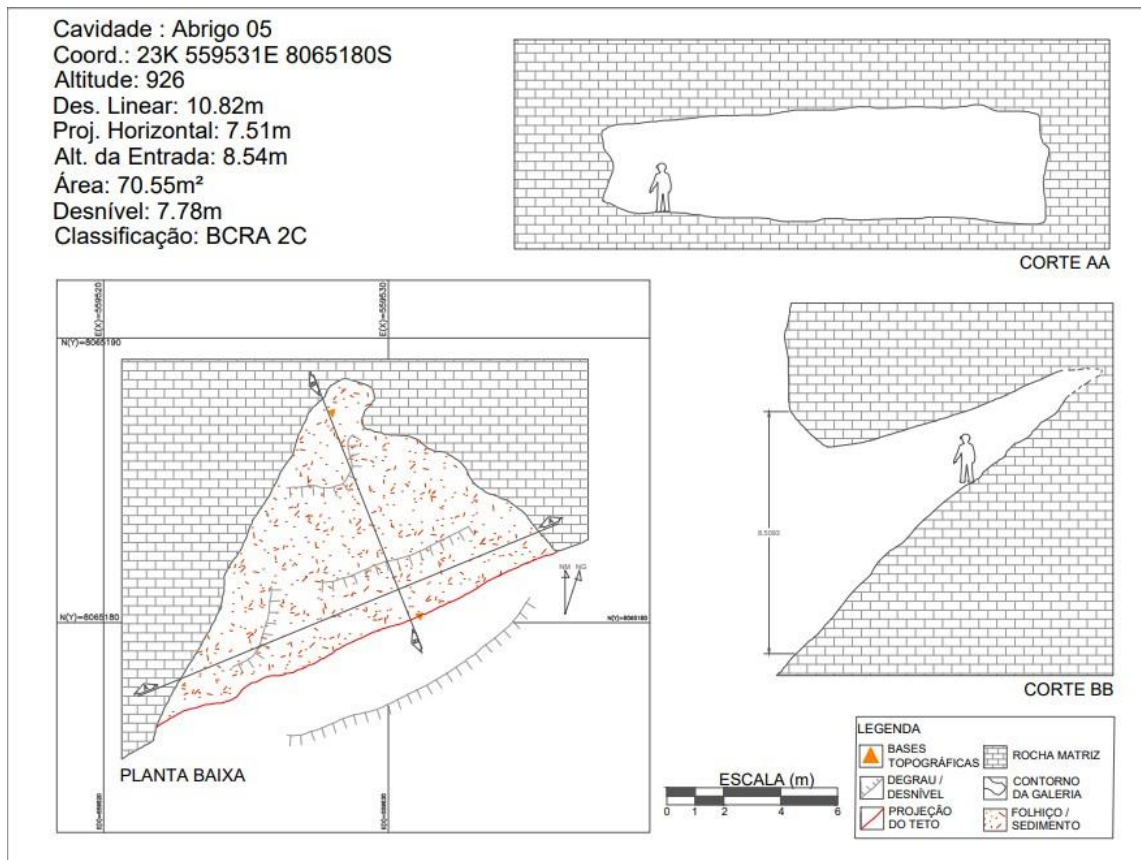 Cavidade : Abrigo 05
Coord.: 23K 559531E 8065180S
Altitude: 926
Des. Linear: 10.82m
Proj. Horizontal: 7.51m
Alt. da Entrada: 8.54m
Área: 70.55m²
Desnível: 7.78m
Classificação: BCRA 2C
CORTE AA
E(X)=559520
E(X)=559530
N(Y)=8065190
NM NG
N(Y)=8065180
N(Y)=8065180
PLANTA BAIXA
CORTE BB
ESCALA (m)
0 1 2 4 6
LEGENDA
BASES
TOPOGRÁFICAS
ROCHA MATRIZ
DEGRAU /
DESNÍVEL
CONTORNO
DA GALERIA
PROJEÇÃO
DO TETO
FOLHIÇO /
SEDIMENTO